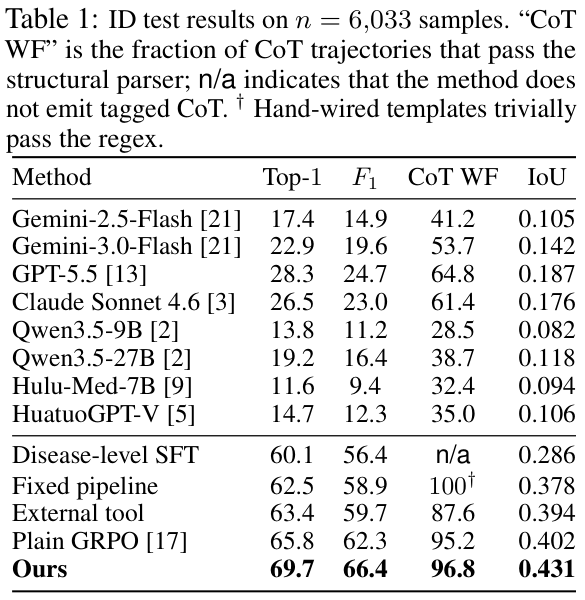 Table 1: ID test results on n = 6,033 samples. “CoT
WF” is the fraction of CoT trajectories that pass the
structural parser; n/a indicates that the method does
not emit tagged CoT. † Hand-wired templates trivially
pass the regex.
Method Top-1 F1 CoT WF IoU
Gemini-2.5-Flash [21] 17.4 14.9 41.2 0.105
Gemini-3.0-Flash [21] 22.9 19.6 53.7 0.142
GPT-5.5 [13] 28.3 24.7 64.8 0.187
Claude Sonnet 4.6 [3] 26.5 23.0 61.4 0.176
Qwen3.5-9B [2] 13.8 11.2 28.5 0.082
Qwen3.5-27B [2] 19.2 16.4 38.7 0.118
Hulu-Med-7B [9] 11.6 9.4 32.4 0.094
HuatuoGPT-V [5] 14.7 12.3 35.0 0.106
Disease-level SFT 60.1 56.4 n/a 0.286
Fixed pipeline 62.5 58.9 100† 0.378
External tool 63.4 59.7 87.6 0.394
Plain GRPO [17] 65.8 62.3 95.2 0.402
Ours 69.7 66.4 96.8 0.431